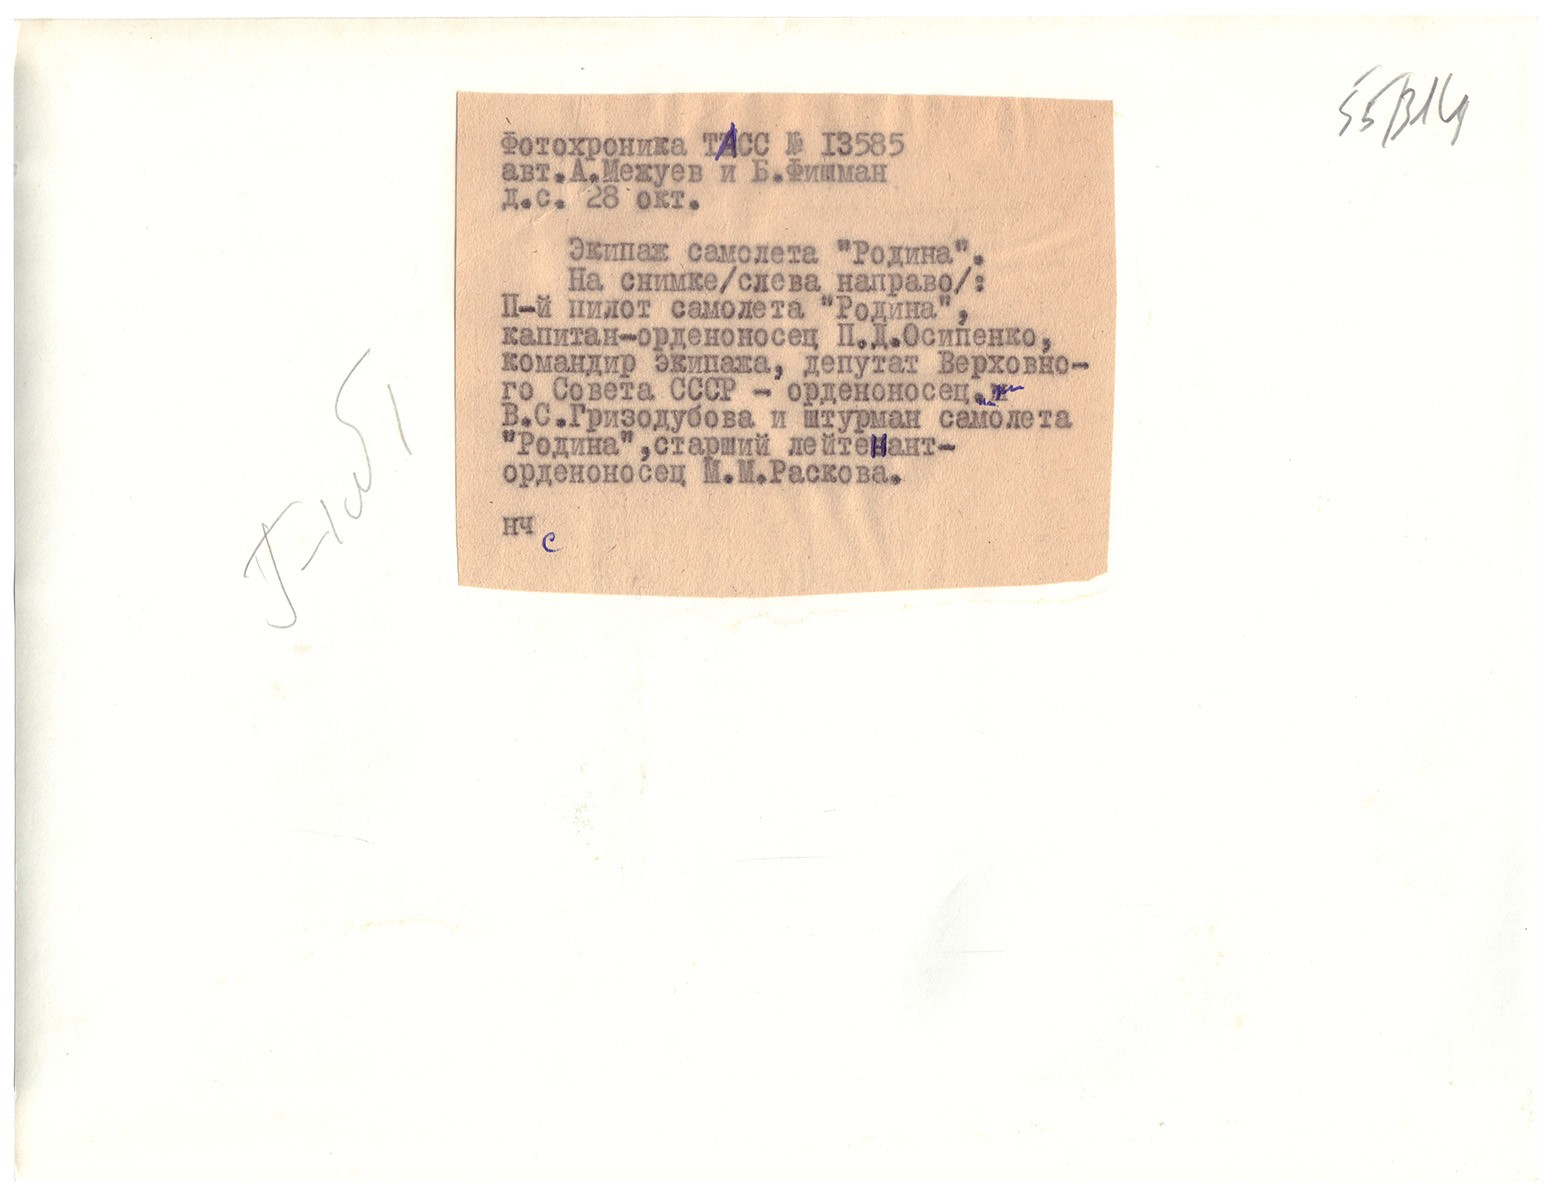 Фотохроника ТАСС № I3585
авт.А.Межуев и Б.Фишман
д.с. 28 окт.
Экипаж самолета "Родина".
На снимке/слева направо/:
П-й пилот самолета "Родина",
капитан-орденоносец П.Д.Осипенко,
командир экипажа, депутат Верховно-
го Совета СССР - орденоносец
В.С.Гризодубова и штурман самолета
"Родина",старший лейтенант-
орденоносец М.М.Раскова.
нч
с